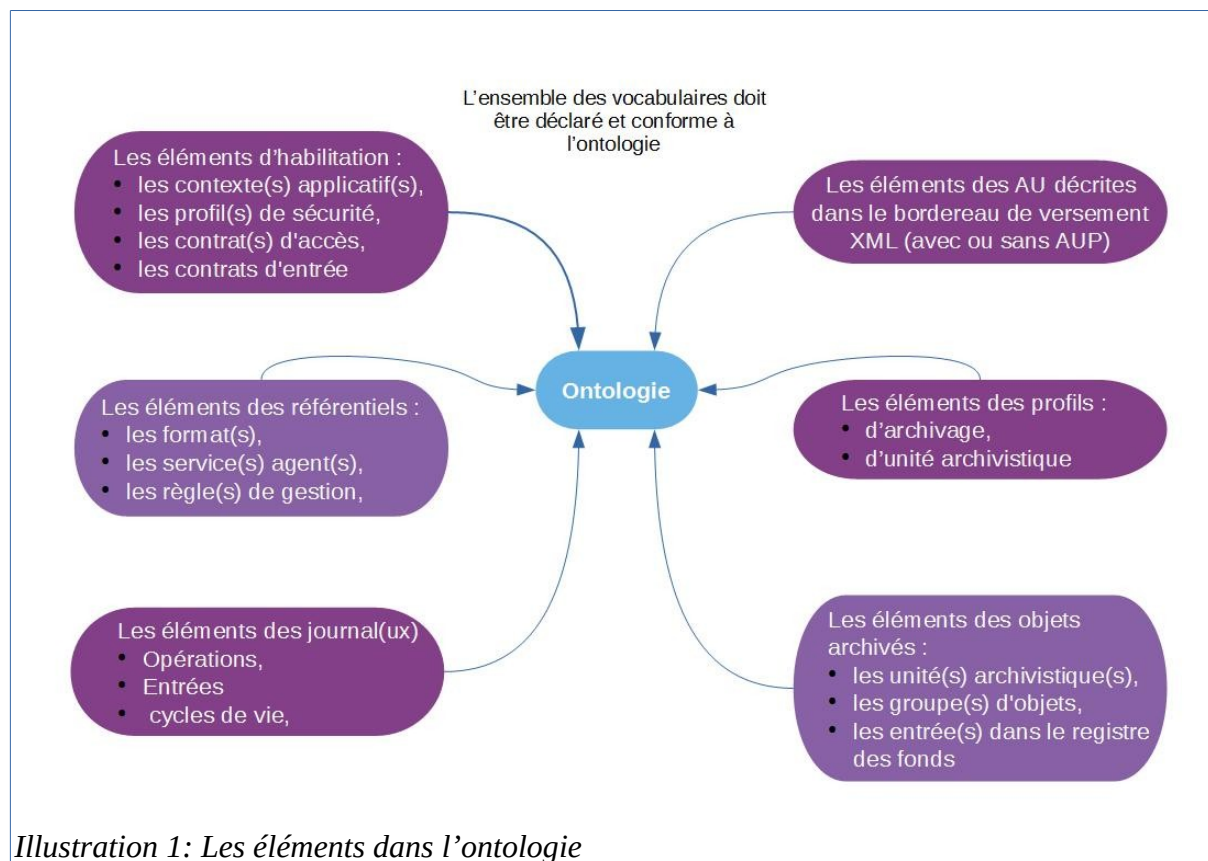 L'ensemble des vocabulaires doit
être déclaré et conforme à
l'ontologie
Les éléments d'habilitation :
• les contexte(s) applicatif(s),
• les profil(s) de sécurité,
• les contrat(s) d'accès,
• les contrats d'entrée
Les éléments des AU décrites
dans le bordereau de versement
XML (avec ou sans AUP)
Ontologie
Les éléments des référentiels :
• les format(s),
• les service(s) agent(s),
• les règle(s) de gestion,
Les éléments des profils :
• d'archivage,
• d'unité archivistique
Les éléments des journal(ux)
• Opérations,
• Entrées
• cycles de vie,
Les éléments des objets
archivés :
• les unité(s) archivistique(s),
• les groupe(s) d'objets,
• les entrée(s) dans le registre
des fonds
Illustration 1: Les éléments dans l'ontologie